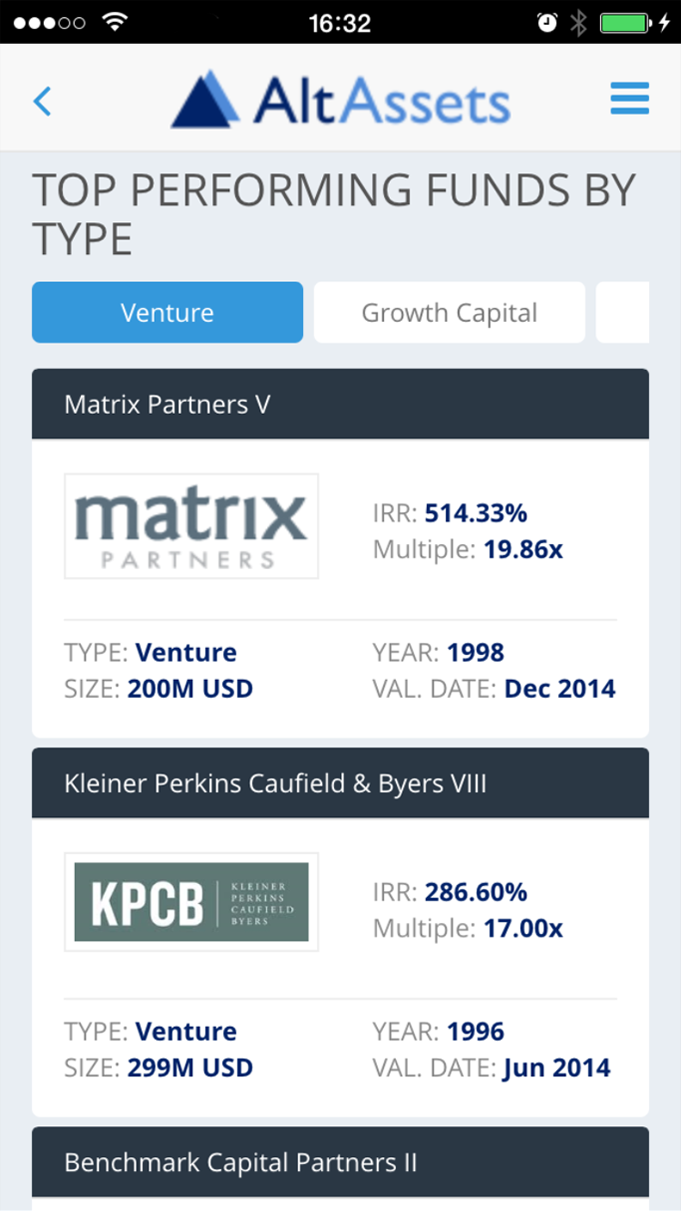 16:32
AltAssets
TOP PERFORMING FUNDS BY
TYPE
Venture
Growth Capital
Matrix Partners V
matrix
PARTNERS
IRR: 514.33%
Multiple: 19.86x
TYPE: Venture
YEAR: 1998
SIZE: 200M USD
VAL. DATE: Dec 2014
Kleiner Perkins Caufield & Byers VIII
KPCB
KLEINER
PERKINS
CAUFIELD
BYERS
IRR: 286.60%
Multiple: 17.00x
TYPE: Venture
YEAR: 1996
SIZE: 299M USD
VAL. DATE: Jun 2014
Benchmark Capital Partners II